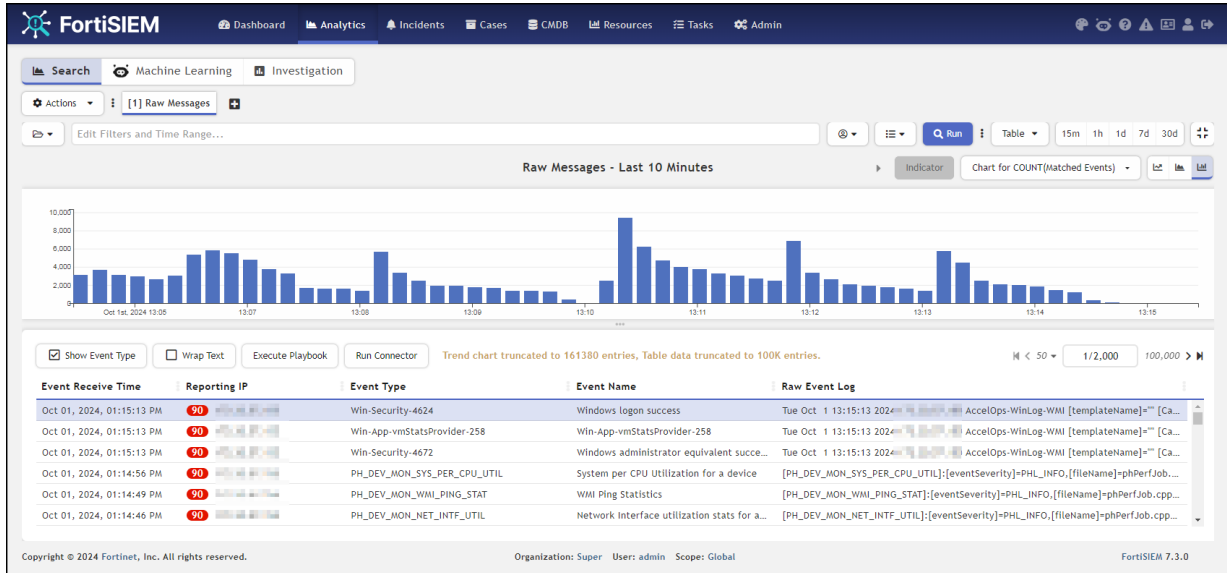 FortiSIEM Dashboard Analytics Incidents Cases CMDB Resources Tasks Admin
Search Machine Learning Investigation
Actions [1] Raw Messages
Edit Filters and Time Range... Run Table 15m 1h 1d 7d 30d
Raw Messages - Last 10 Minutes Indicator Chart for COUNT(Matched Events)
10,000
8,000
6,000
4,000
2,000
0
Oct 1st, 2024 13:06 13:07 13:08 13:09 13:10 13:11 13:12 13:13 13:14 13:15
Show Event Type Wrap Text Execute Playbook Run Connector Trend chart truncated to 161380 entries, Table data truncated to 100K entries. 50 1/2,000 100,000
Event Receive Time Reporting IP Event Type Event Name Raw Event Log
Oct 01, 2024, 01:15:13 PM 90 Win-Security-4624 Windows logon success Tue Oct 1 13:15:13 2024 AccelOps-WinLog-WMI [templateName]="" [Ca...
Oct 01, 2024, 01:15:13 PM 90 Win-App-vmStatsProvider-258 Win-App-vmStatsProvider-258 Tue Oct 1 13:15:13 2024 AccelOps-WinLog-WMI [templateName]="" [Ca...
Oct 01, 2024, 01:15:13 PM 90 Win-Security-4672 Windows administrator equivalent succe... Tue Oct 1 13:15:13 2024 AccelOps-WinLog-WMI [templateName]="" [Ca...
Oct 01, 2024, 01:14:56 PM 90 PH_DEV_MON_SYS_PER_CPU_UTIL System per CPU Utilization for a device [PH_DEV_MON_SYS_PER_CPU_UTIL]:[eventSeverity]=PHL_INFO,[fileName]=phPerfJob....
Oct 01, 2024, 01:14:49 PM 90 PH_DEV_MON_WMI_PING_STAT WMI Ping Statistics [PH_DEV_MON_WMI_PING_STAT]:[eventSeverity]=PHL_INFO,[fileName]=phPerfJob.cpp...
Oct 01, 2024, 01:14:46 PM 90 PH_DEV_MON_NET_INTF_UTIL Network Interface utilization stats for a... [PH_DEV_MON_NET_INTF_UTIL]:[eventSeverity]=PHL_INFO,[fileName]=phPerfJob.cpp...
Copyright © 2024 Fortinet, Inc. All rights reserved. Organization: Super User: admin Scope: Global FortiSIEM 7.3.0